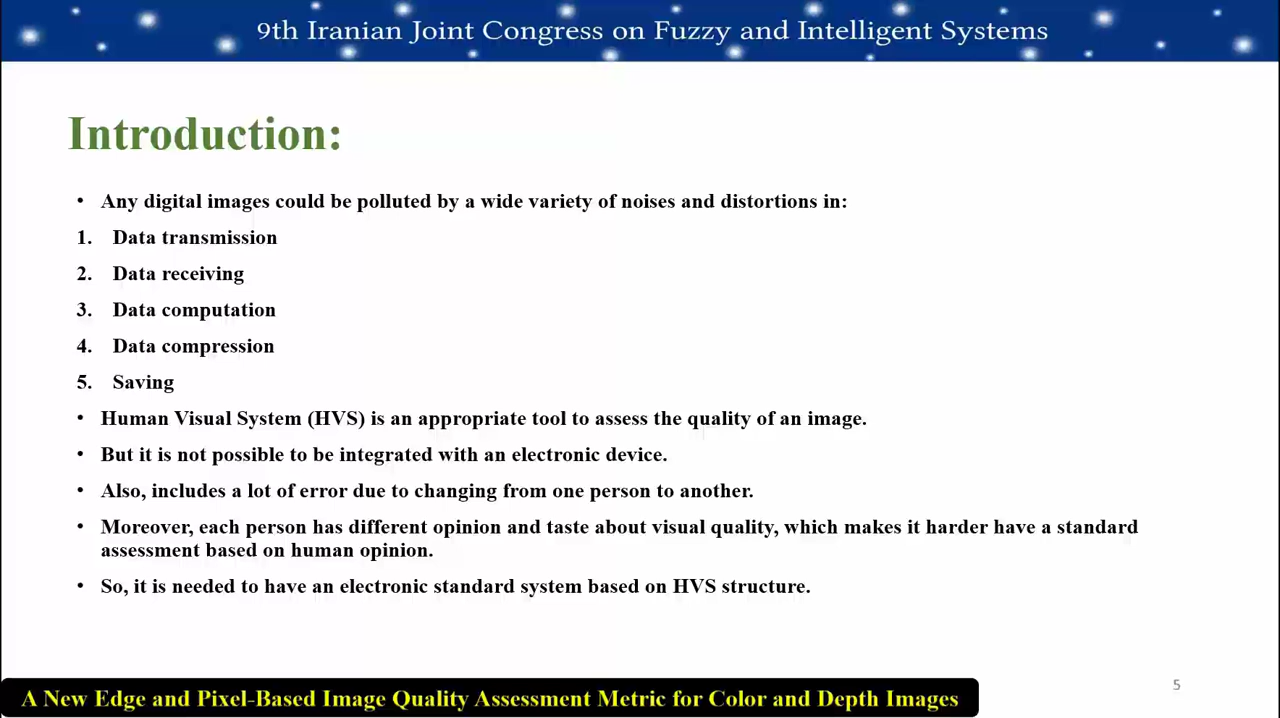 9th Iranian Joint Congress on Fuzzy and Intelligent Systems
Introduction:
• Any digital images could be polluted by a wide variety of noises and distortions in:
1. Data transmission
2. Data receiving
3. Data computation
4. Data compression
5. Saving
• Human Visual System (HVS) is an appropriate tool to assess the quality of an image.
• But it is not possible to be integrated with an electronic device.
• Also, includes a lot of error due to changing from one person to another.
• Moreover, each person has different opinion and taste about visual quality, which makes it harder have a standard
assessment based on human opinion.
• So, it is needed to have an electronic standard system based on HVS structure.
A New Edge and Pixel-Based Image Quality Assessment Metric for Color and Depth Images
5